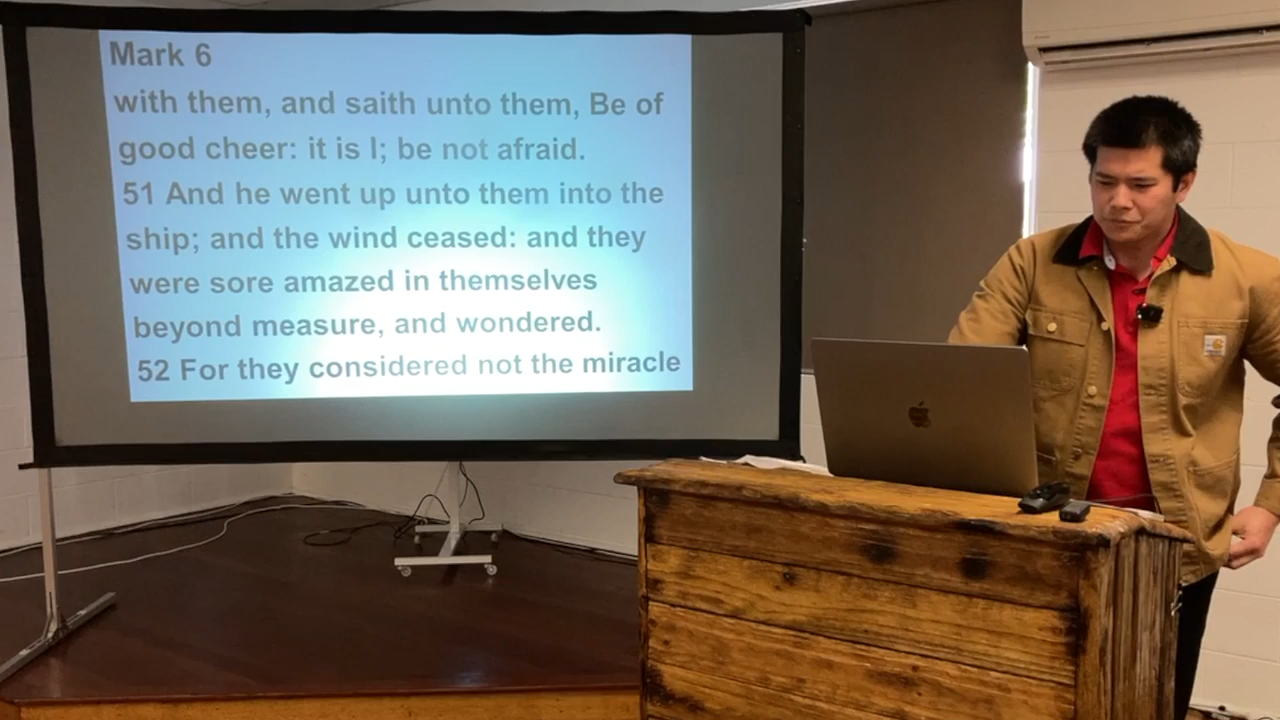 Mark 6
with them, and saith unto them, Be of
good cheer: it is I; be not afraid.
51 And he went up unto them into the
ship; and the wind ceased: and they
were sore amazed in themselves
beyond measure, and wondered.
52 For they considered not the miracle